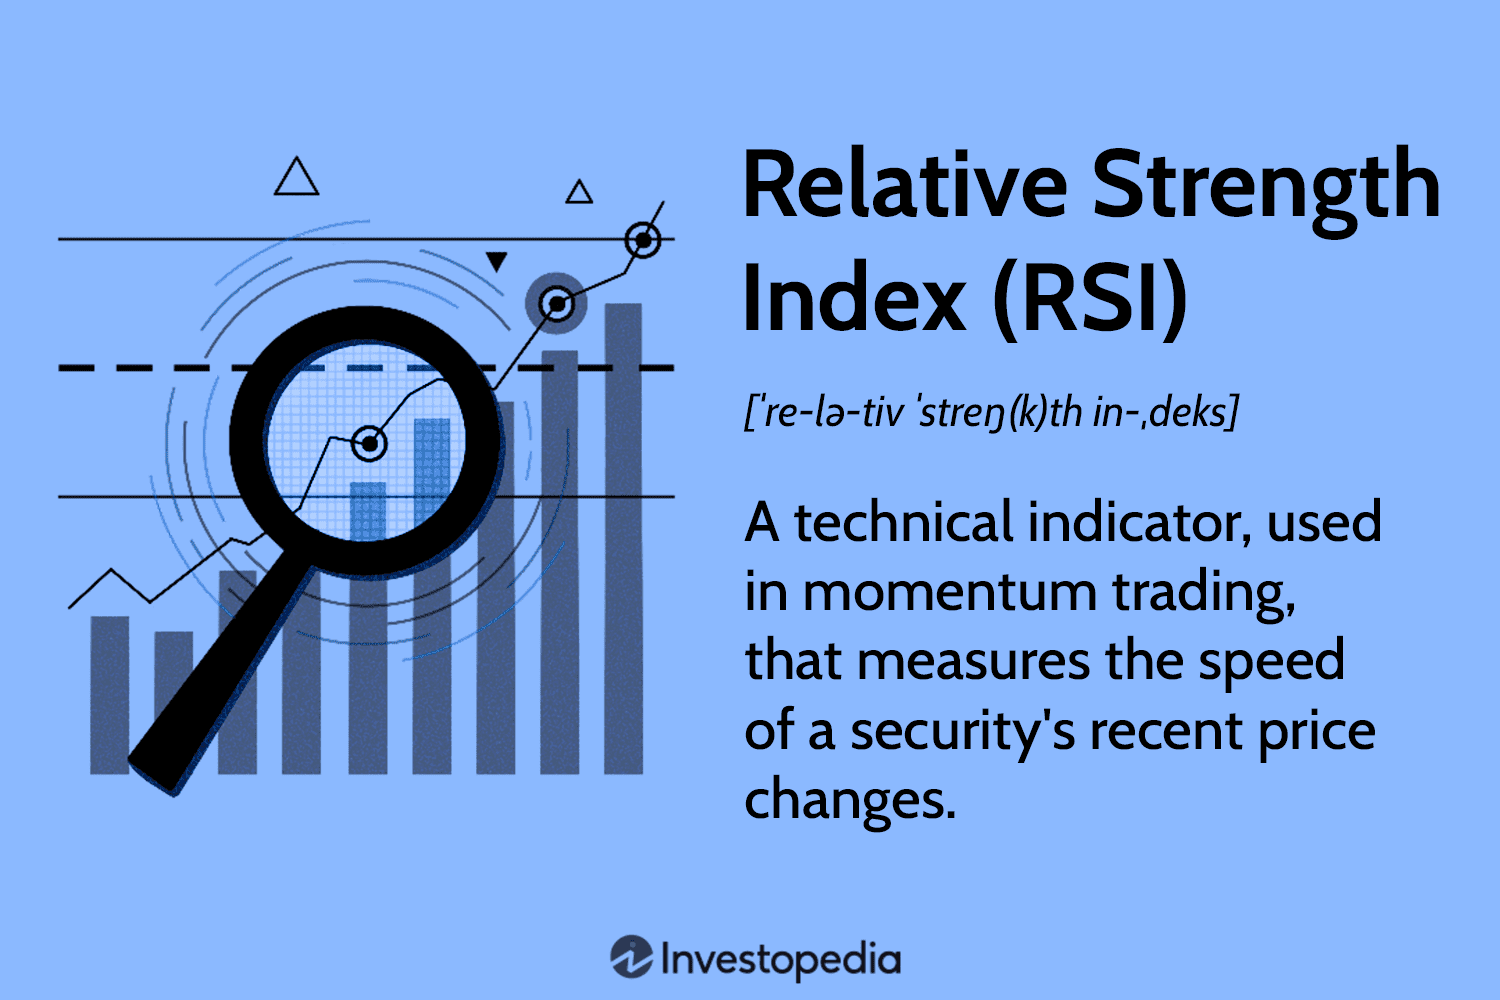 Relative Strength
Index (RSI)
[ˈre-lə-tiv ˈstreŋ(k)th in-ˌdeks]
A technical indicator, used
in momentum trading,
that measures the speed
of a security's recent price
changes.
Investopedia